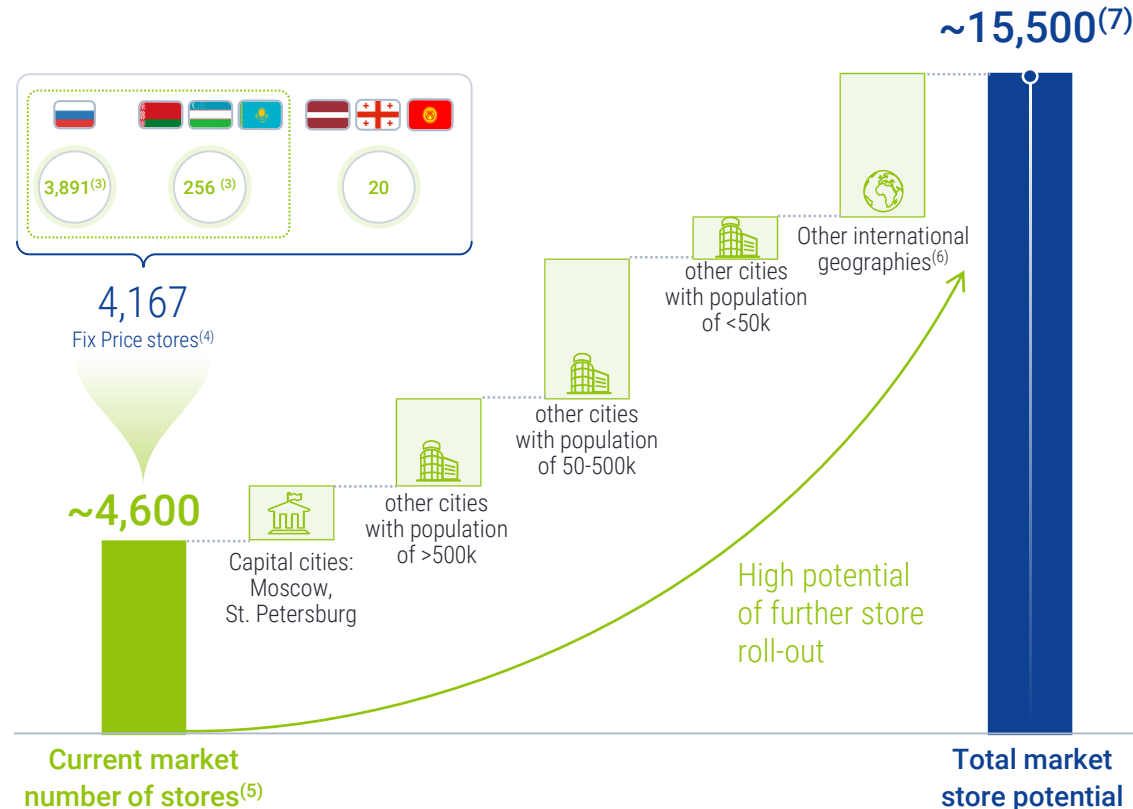 ~15,500(7)
3,891(3)
256 (3)
20
4,167
Fix Price stores(4)
~4,600
Capital cities:
Moscow,
St. Petersburg
other cities
with population
of >500k
other cities
with population
of 50-500k
other cities
with population
of <50k
Other international
geographies(6)
High potential
of further store
roll-out
Current market
number of stores(5)
Total market
store potential